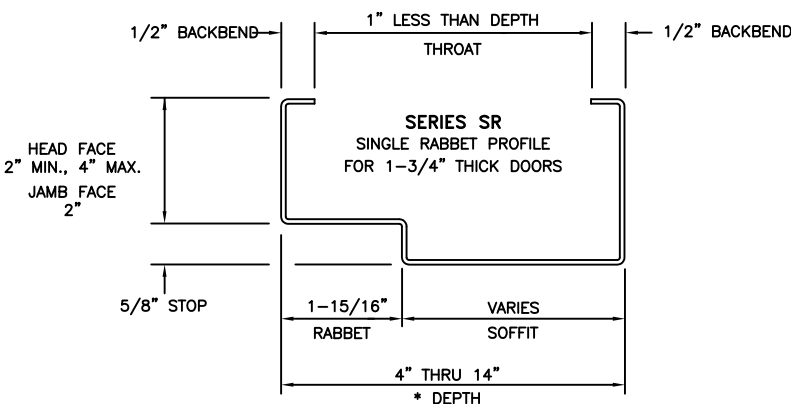 1" LESS THAN DEPTH
1/2" BACKBEND
THROAT
1/2" BACKBEND
SERIES SR
SINGLE RABBET PROFILE
FOR 1-3/4" THICK DOORS
HEAD FACE
2" MIN., 4" MAX.
JAMB FACE
2"
5/8" STOP
1-15/16"
RABBET
VARIES
SOFFIT
4" THRU 14"
* DEPTH